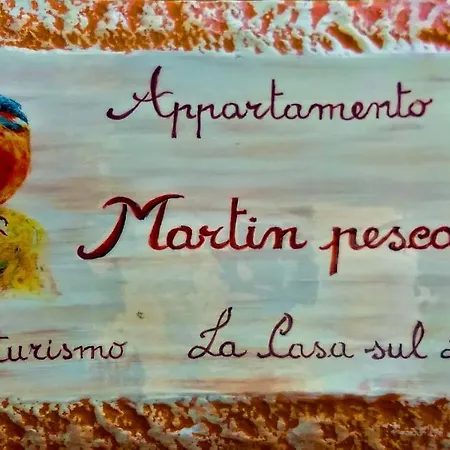 Appartamento
Martin pesca
turismo La Casa sul